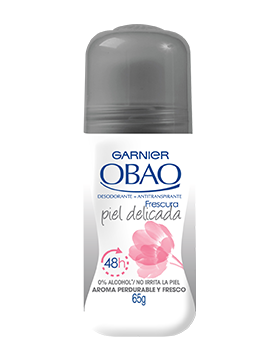 GARNIER
OBAO
DESODORANTE + ANTITRANSPIRANTE
Frescura
piel delicada
48h
0% ALCOHOL*/ NO IRRITA LA PIEL
AROMA PERDURABLE Y FRESCO
65g